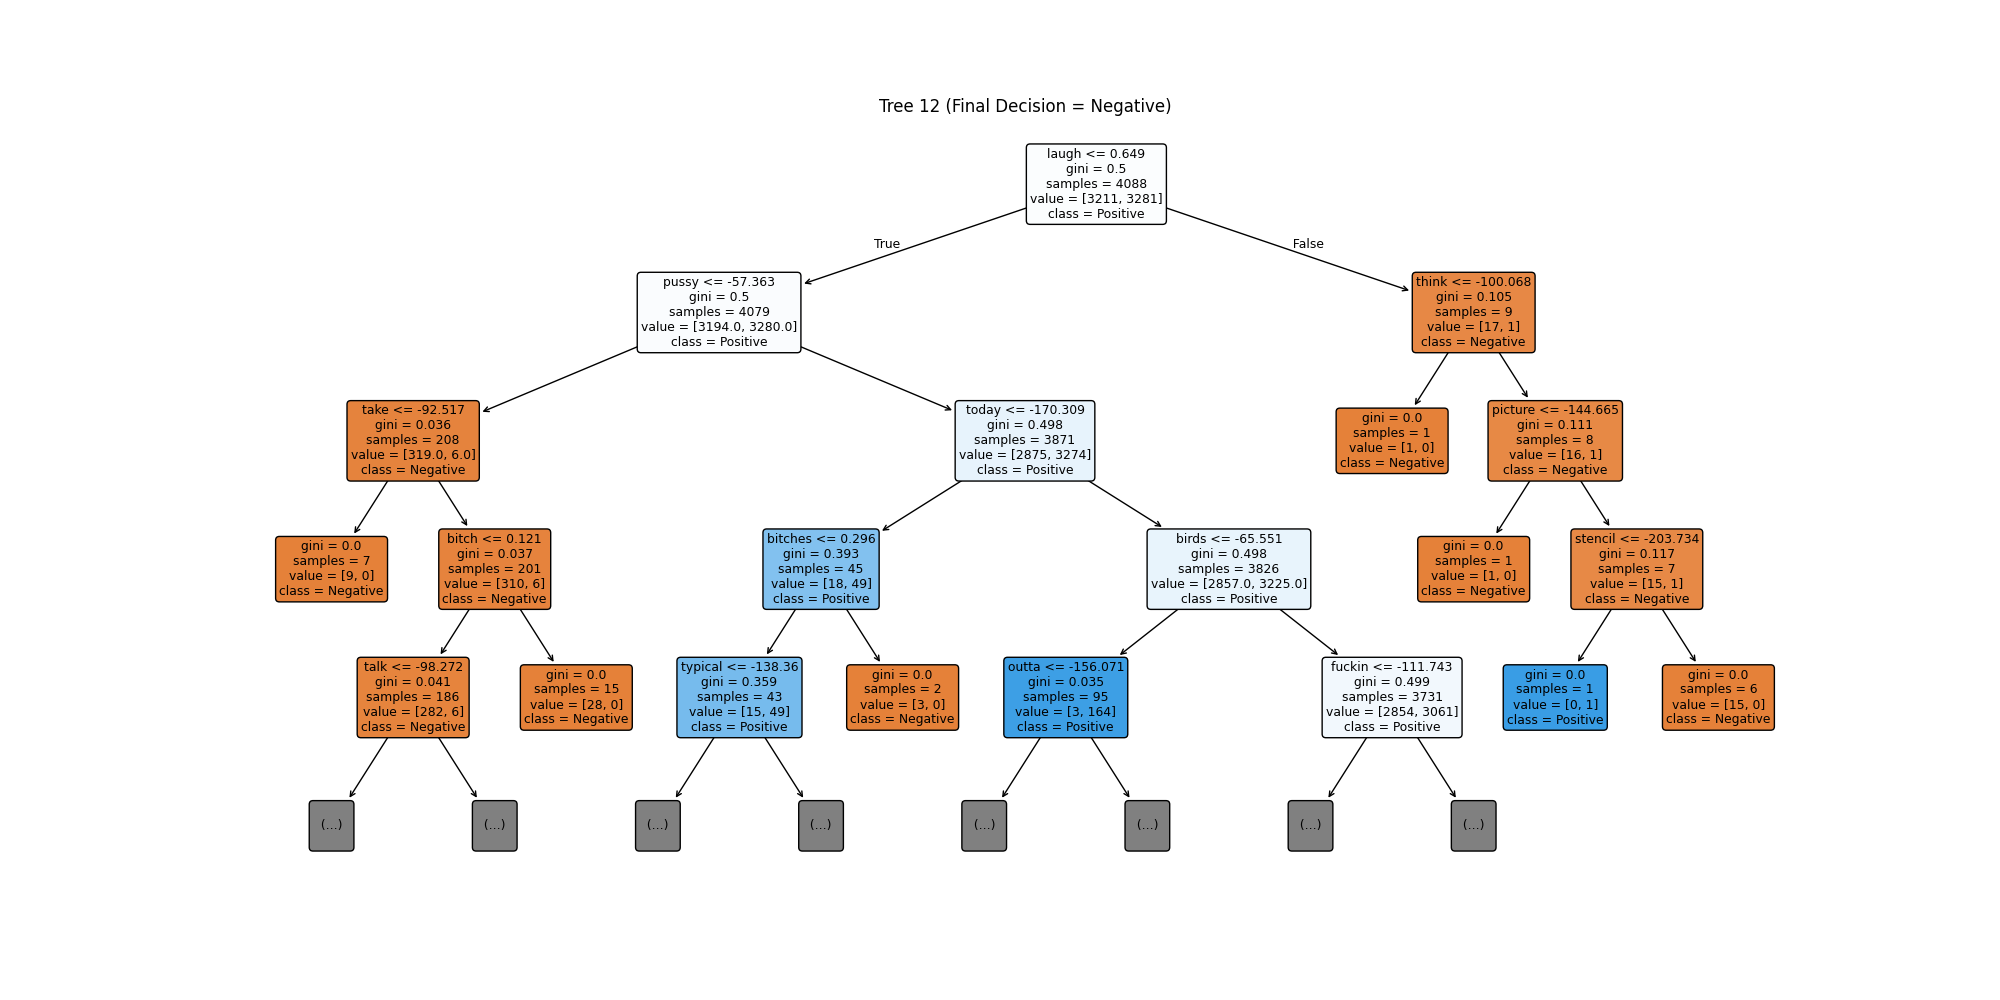 Tree 12 (Final Decision = Negative)
laugh <= 0.649
gini = 0.5
samples = 4088
value = [3211, 3281]
class = Positive
True
False
pussy <= -57.363
gini = 0.5
samples = 4079
value = [3194.0, 3280.0]
class = Positive
think <= -100.068
gini = 0.105
samples = 9
value = [17, 1]
class = Negative
take <= -92.517
gini = 0.036
samples = 208
value = [319.0, 6.0]
class = Negative
today <= -170.309
gini = 0.498
samples = 3871
value = [2875, 3274]
class = Positive
gini = 0.0
samples = 1
value = [1, 0]
class = Negative
picture <= -144.665
gini = 0.111
samples = 8
value = [16, 1]
class = Negative
gini = 0.0
samples = 7
value = [9, 0]
class = Negative
bitch <= 0.121
gini = 0.037
samples = 201
value = [310, 6]
class = Negative
bitches <= 0.296
gini = 0.393
samples = 45
value = [18, 49]
class = Positive
birds <= -65.551
gini = 0.498
samples = 3826
value = [2857.0, 3225.0]
class = Positive
gini = 0.0
samples = 1
value = [1, 0]
class = Negative
stencil <= -203.734
gini = 0.117
samples = 7
value = [15, 1]
class = Negative
talk <= -98.272
gini = 0.041
samples = 186
value = [282, 6]
class = Negative
gini = 0.0
samples = 15
value = [28, 0]
class = Negative
typical <= -138.36
gini = 0.359
samples = 43
value = [15, 49]
class = Positive
gini = 0.0
samples = 2
value = [3, 0]
class = Negative
outta <= -156.071
gini = 0.035
samples = 95
value = [3, 164]
class = Positive
fuckin <= -111.743
gini = 0.499
samples = 3731
value = [2854, 3061]
class = Positive
gini = 0.0
samples = 1
value = [0, 1]
class = Positive
gini = 0.0
samples = 6
value = [15, 0]
class = Negative
(...)
(...)
(...)
(...)
(...)
(...)
(...)
(...)